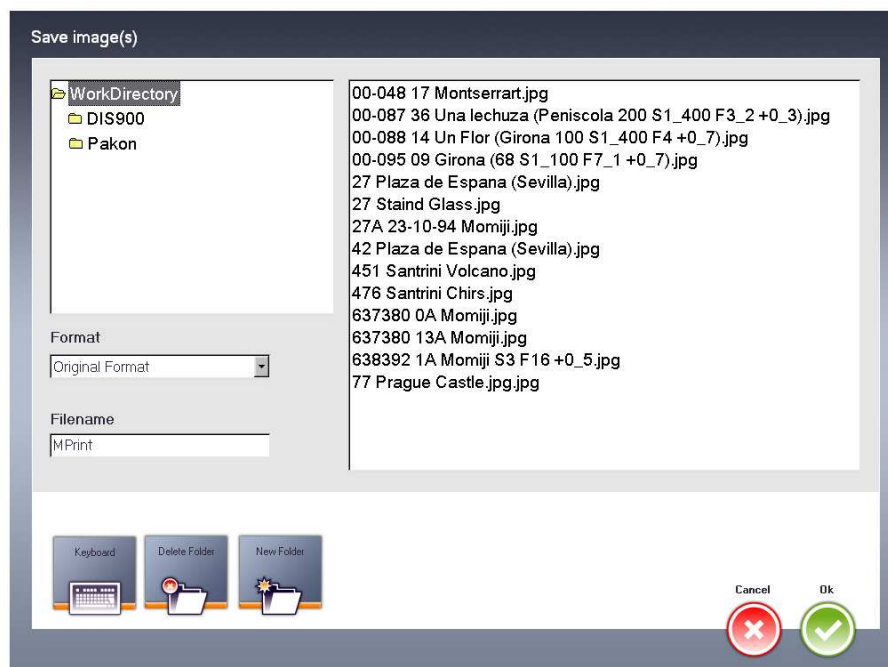 Save image(s)
WorkDirectory
DIS900
Pakon
00-048 17 Montserrart.jpg
00-087 36 Una lechuza (Peniscola 200 S1_400 F3_2 +0_3).jpg
00-088 14 Un Flor (Girona 100 S1_400 F4 +0_7).jpg
00-095 09 Girona (68 S1_100 F7_1 +0_7).jpg
27 Plaza de Espana (Sevilla).jpg
27 Staind Glass.jpg
27A 23-10-94 Momiji.jpg
42 Plaza de Espana (Sevilla).jpg
451 Santrini Volcano.jpg
476 Santrini Chirs.jpg
637380 0A Momiji.jpg
637380 13A Momiji.jpg
638392 1A Momiji S3 F16 +0_5.jpg
77 Prague Castle.jpg.jpg
Format
Original Format
Filename
MPrint
Keyboard
Delete Folder
New Folder
Cancel
Ok